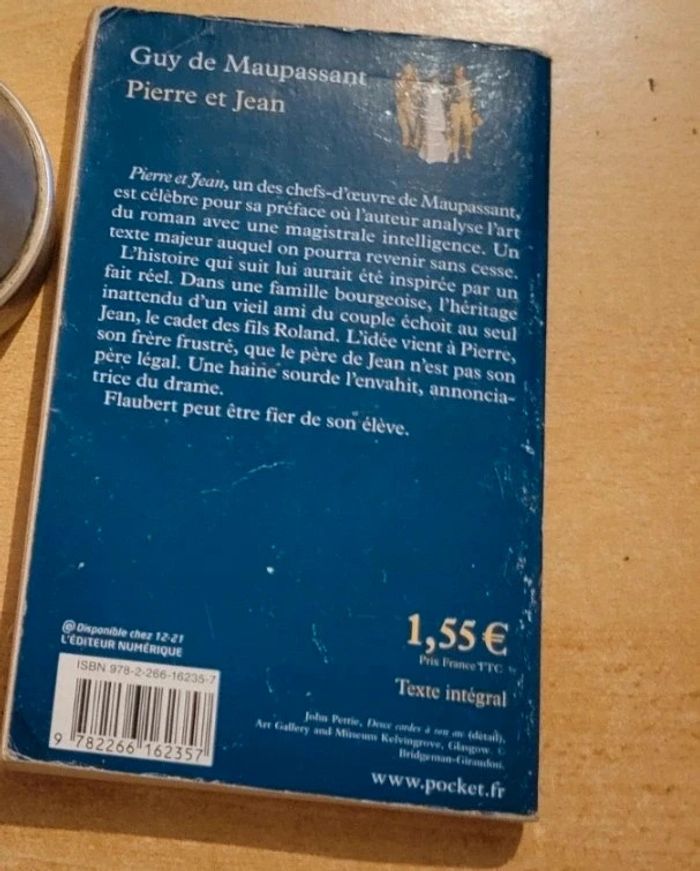 Guy de Maupassant
Pierre et Jean
Pierre et Jean, un des chefs-d'œuvre de Maupassant,
est célèbre pour sa préface où l'auteur analyse l'art
du roman avec une magistrale intelligence. Un
texte majeur auquel on pourra revenir sans cesse.
L'histoire qui suit lui aurait été inspirée par un
fait réel. Dans une famille bourgeoise, l'héritage
inattendu d'un vieil ami du couple échoit au seul
Jean, le cadet des fils Roland. L'idée vient à Pierre,
son frère frustré, que le père de Jean n'est pas son
père légal. Une haine sourde l'envahit, annoncia-
trice du drame.
Flaubert peut être fier de son élève.
@ Disponible chez 12-21
L'ÉDITEUR NUMÉRIQUE
ISBN 978-2-266-16235-7
9 782266 162357
1,55 €
Prix France TTC
Texte intégral
John Pettie, Deux cordes à son arc (détail),
Art Gallery and Museum Kelvingrove, Glasgow. ©
Bridgeman-Giraudon.
www.pocket.fr